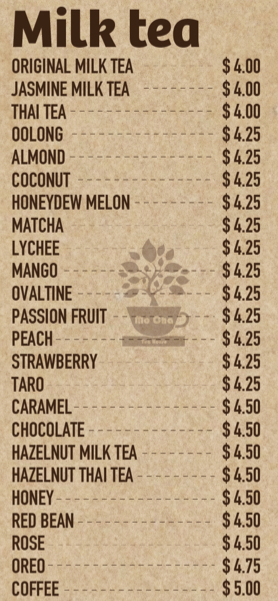 Milk tea
ORIGINAL MILK TEA $4.00
JASMINE MILK TEA $4.00
THAI TEA $4.00
OOLONG $4.25
ALMOND $4.25
COCONUT $4.25
HONEYDEW MELON $4.25
MATCHA $4.25
LYCHEE $4.25
MANGO $4.25
OVALTINE $4.25
PASSION FRUIT $4.25
PEACH $4.25
STRAWBERRY $4.25
TARO $4.25
CARAMEL $4.50
CHOCOLATE $4.50
HAZELNUT MILK TEA $4.50
HAZELNUT THAI TEA $4.50
HONEY $4.50
RED BEAN $4.50
ROSE $4.50
OREO $4.75
COFFEE $5.00